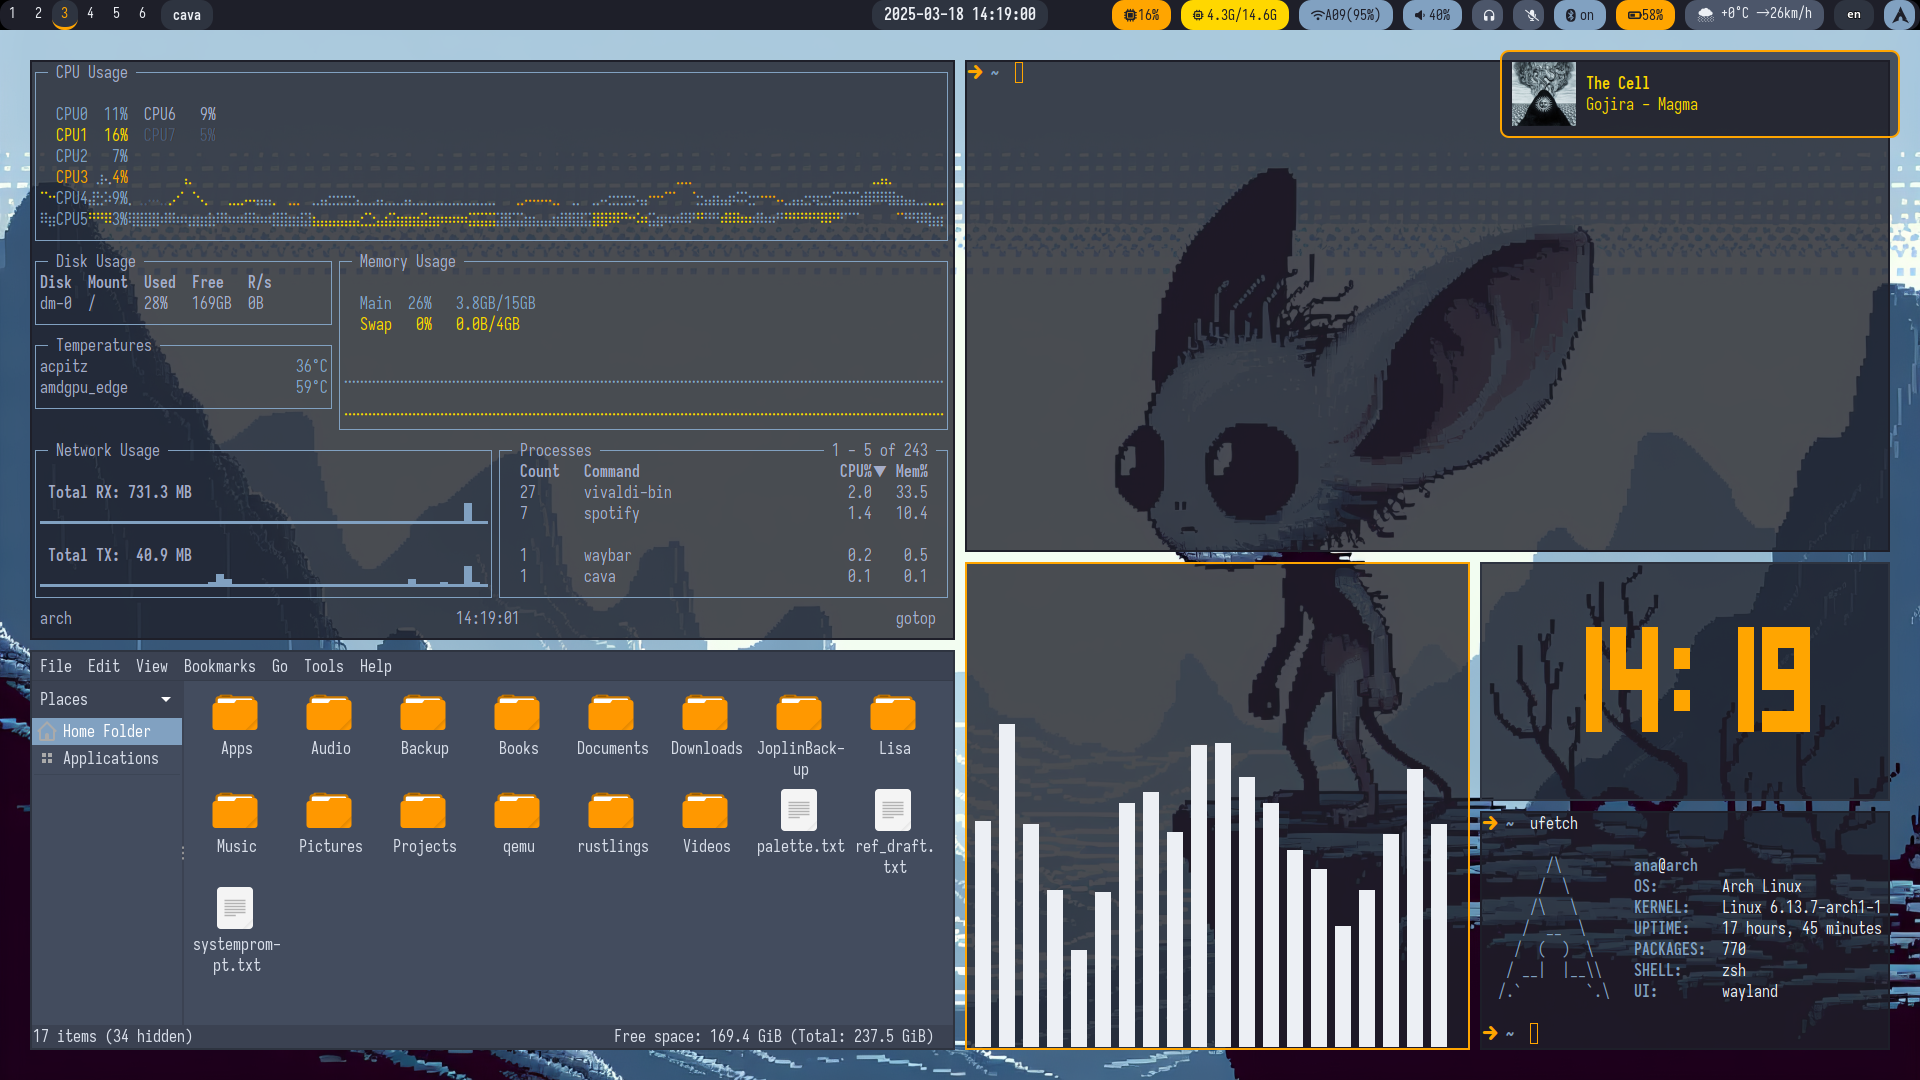 1 2 3 4 5 6 cava
2025-03-18 14:19:00
16% 4.3G/14.6G A09(95%) 40% on 58% +0°C →26km/h en
CPU Usage
CPU0 11% CPU6 9%
CPU1 16% CPU7 5%
CPU2 7%
CPU3 4%
CPU4 9%
CPU5 3%
Disk Usage
Disk Mount Used Free R/s
dm-0 / 28% 169GB 0B
Memory Usage
Main 26% 3.8GB/15GB
Swap 0% 0.0B/4GB
Temperatures
acpitz 36°C
amdgpu_edge 59°C
Network Usage
Total RX: 731.3 MB
Total TX: 40.9 MB
Processes 1 - 5 of 243
Count Command CPU%▼ Mem%
27 vivaldi-bin 2.0 33.5
7 spotify 1.4 10.4
1 waybar 0.2 0.5
1 cava 0.1 0.1
arch 14:19:01 gotop
~
The Cell
Gojira - Magma
File Edit View Bookmarks Go Tools Help
Places
Home Folder
Applications
Apps Audio Backup Books Documents Downloads JoplinBack-
up
Lisa
Music Pictures Projects qemu rustlings Videos palette.txt ref_draft.
txt
systemprom-
pt.txt
17 items (34 hidden) Free space: 169.4 GiB (Total: 237.5 GiB)
14:19
~ ufetch
ana@arch
OS: Arch Linux
KERNEL: Linux 6.13.7-arch1-1
UPTIME: 17 hours, 45 minutes
PACKAGES: 770
SHELL: zsh
UI: wayland
~